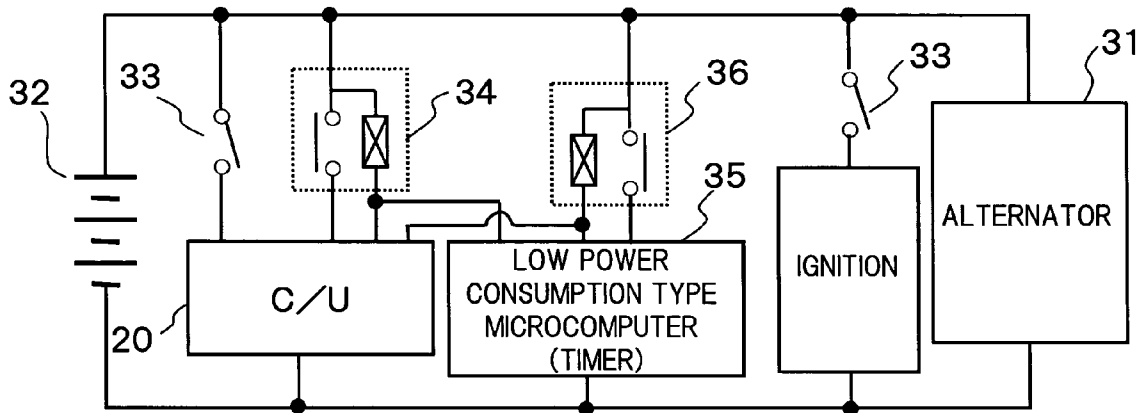 31
33
34
36
33
32
35
ALTERNATOR
LOW POWER
CONSUMPTION TYPE
MICROCOMPUTER
(TIMER)
IGNITION
C/U
20